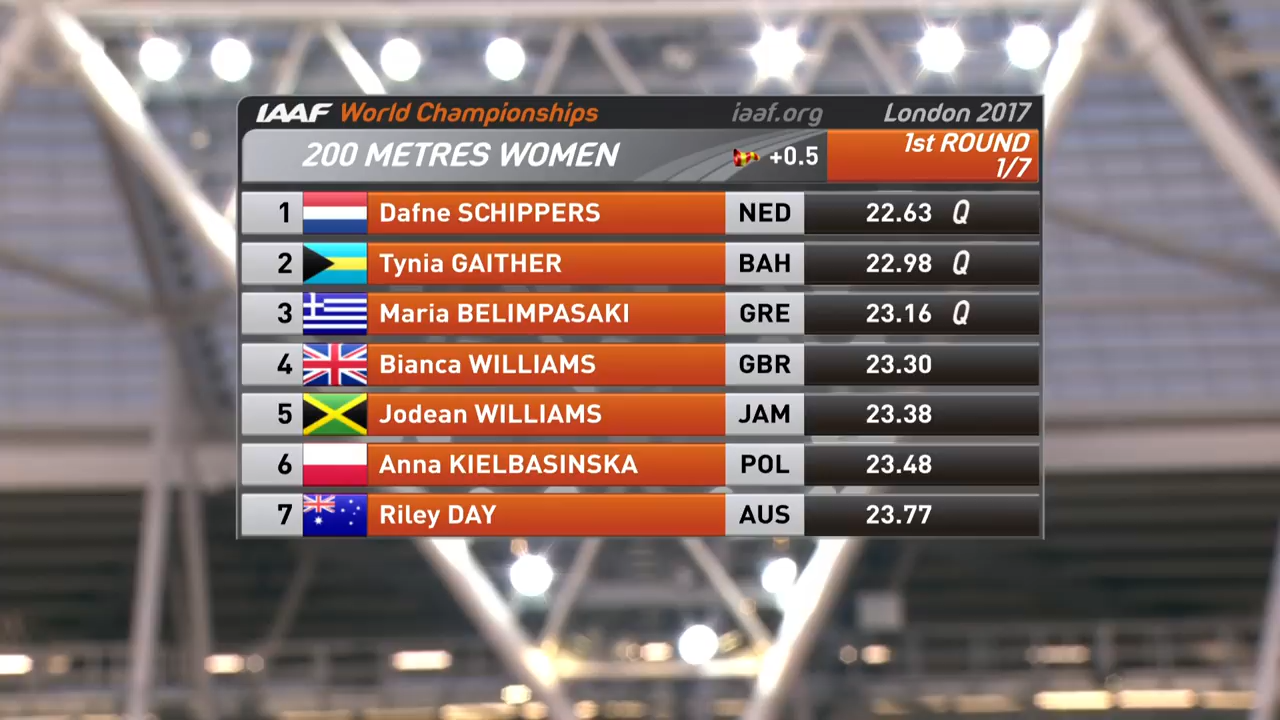 IAAF World Championships iaaf.org London 2017
200 METRES WOMEN +0.5 1st ROUND
1/7
1 Dafne SCHIPPERS NED 22.63 Q
2 Tynia GAITHER BAH 22.98 Q
3 Maria BELIMPASAKI GRE 23.16 Q
4 Bianca WILLIAMS GBR 23.30
5 Jodean WILLIAMS JAM 23.38
6 Anna KIELBASINSKA POL 23.48
7 Riley DAY AUS 23.77